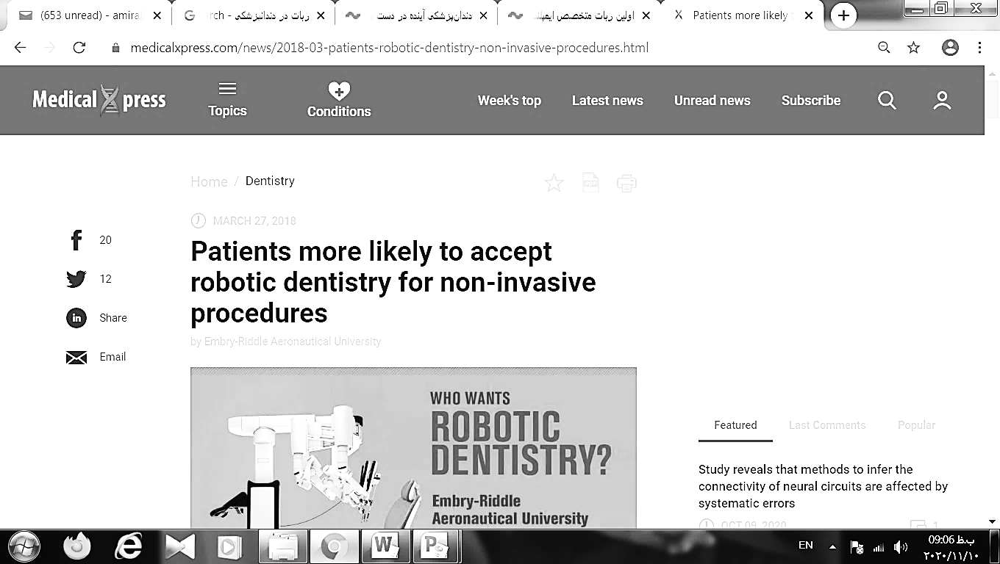 (653 unread) - amiral
ربات در دندانپزشکی - rch
دندان‌پزشکی آینده در دست
اولین ربات متخصص ایمپلنت
Patients more likely
medicalxpress.com/news/2018-03-patients-robotic-dentistry-non-invasive-procedures.html
Medical Xpress
Topics
Conditions
Week's top
Latest news
Unread news
Subscribe
Home / Dentistry
MARCH 27, 2018
Patients more likely to accept
robotic dentistry for non-invasive
procedures
by Embry-Riddle Aeronautical University
20
12
Share
Email
WHO WANTS
ROBOTIC
DENTISTRY?
Embry-Riddle
Aeronautical University
Featured
Last Comments
Popular
Study reveals that methods to infer the
connectivity of neural circuits are affected by
systematic errors
OCT 09, 2020
1
EN
09:06 ب.ظ
۲۰۲۰/۱۱/۱۰